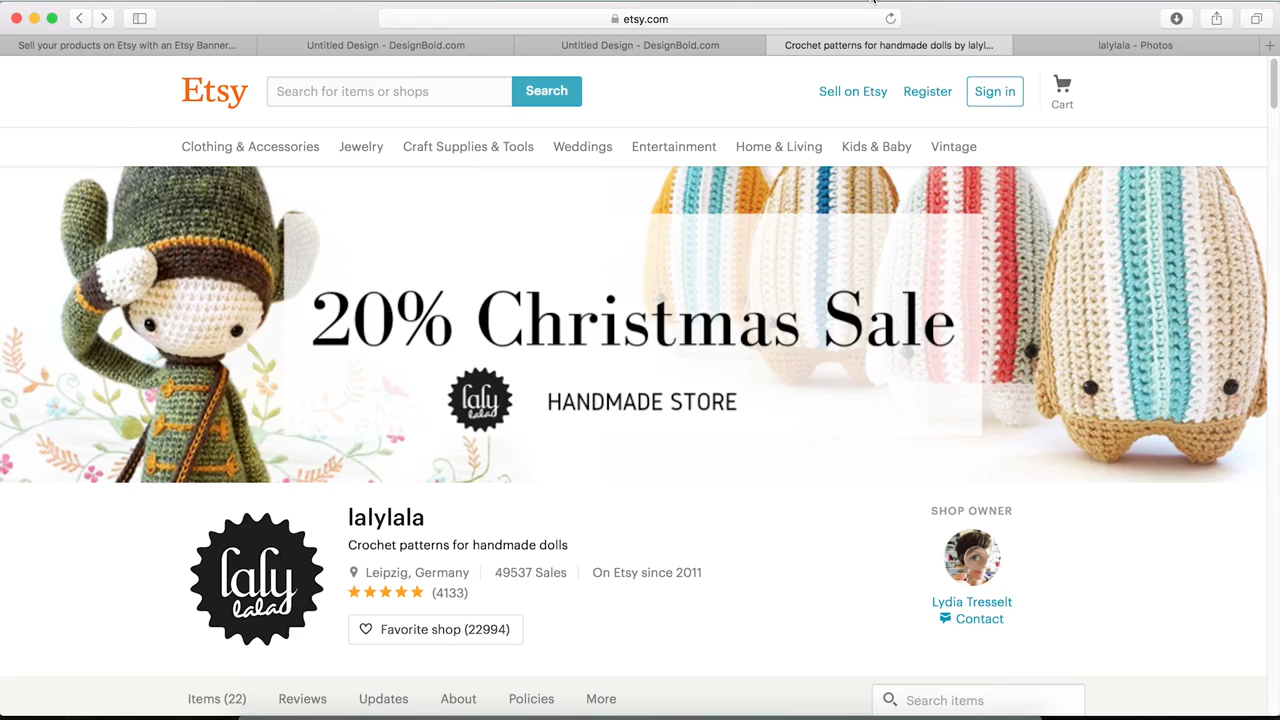 etsy.com
Sell your products on Etsy with an Etsy Banner...
Untitled Design - DesignBold.com
Untitled Design - DesignBold.com
Crochet patterns for handmade dolls by lalyl...
lalylala - Photos
Etsy
Search for item or shops
Search
Sell on Etsy
Register
Sign in
Cart
Clothing & Accessories
Jewelry
Craft Supplies & Tools
Weddings
Entertainment
Home & Living
Kids & Baby
Vintage
20% Christmas Sale
laly
lala
HANDMADE STORE
laly
lala
lalylala
Crochet patterns for handmade dolls
Leipzig, Germany
49537 Sales
On Etsy since 2011
(4133)
Favorite shop (22994)
SHOP OWNER
Lydia Tresselt
Contact
Items (22)
Reviews
Updates
About
Policies
More
Search items